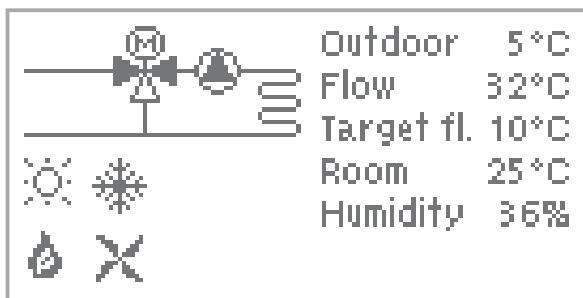 M
Outdoor 5°C
Flow 32°C
Target fl. 10°C
Room 25°C
Humidity 36%